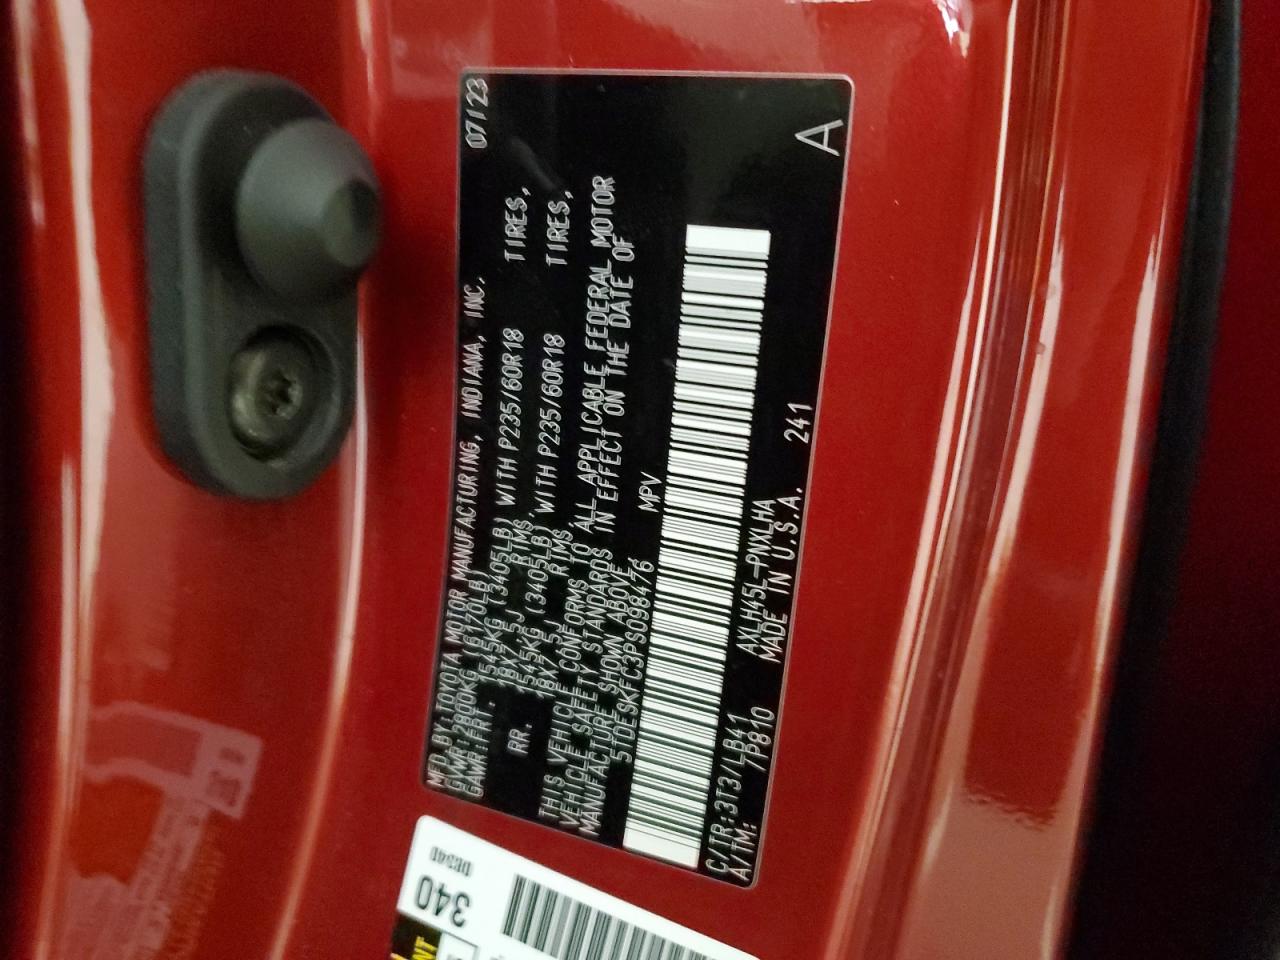 MFD.BY:TOYOTA MOTOR MANUFACTURING, INDIANA, INC. 07/23
GVWR:2800KG(6170LB)
GAWR:FRT. 1545KG (3405LB) WITH P235/60R18 TIRES,
18X7.5J RIMS,
RR. 1545KG (3405LB) WITH P235/60R18 TIRES,
18X7.5J RIMS,
THIS VEHICLE CONFORMS TO ALL APPLICABLE FEDERAL MOTOR
VEHICLE SAFETY STANDARDS IN EFFECT ON THE DATE OF
MANUFACTURE SHOWN ABOVE.
5TDESKFC3PS098476 MPV
C/TR:3T3/LB41 AXLH45L-PNXLHA
A/TM: 7P810 MADE IN U.S.A. 241
A
340
DE340